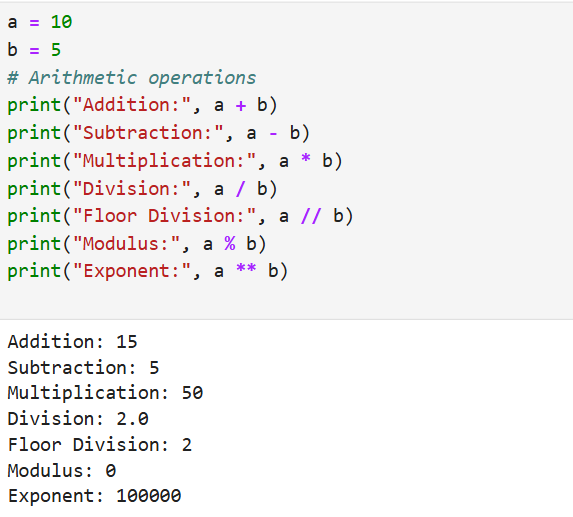 a = 10
b = 5
# Arithmetic operations
print("Addition:", a + b)
print("Subtraction:", a - b)
print("Multiplication:", a * b)
print("Division:", a / b)
print("Floor Division:", a // b)
print("Modulus:", a % b)
print("Exponent:", a ** b)
Addition: 15
Subtraction: 5
Multiplication: 50
Division: 2.0
Floor Division: 2
Modulus: 0
Exponent: 100000